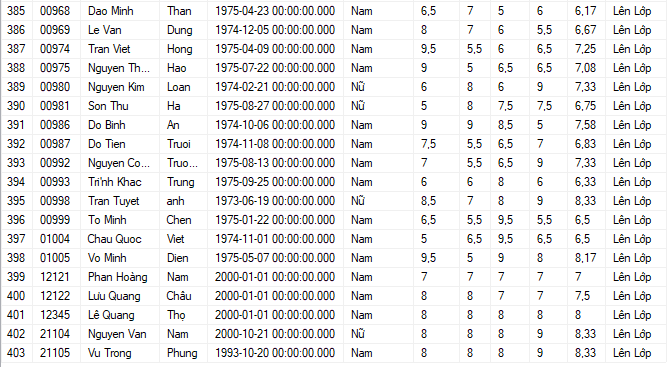 385 00968 Dao Minh Than 1975-04-23 00:00:00.000 Nam 6,5 7 5 6 6,17 Lên Lớp
386 00969 Le Van Dung 1974-12-05 00:00:00.000 Nam 8 7 6 5,5 6,67 Lên Lớp
387 00974 Tran Viet Hong 1975-04-09 00:00:00.000 Nam 9,5 5,5 6 6,5 7,25 Lên Lớp
388 00975 Nguyen Th... Hao 1975-07-22 00:00:00.000 Nam 9 5 6,5 6,5 7,08 Lên Lớp
389 00980 Nguyen Kim Loan 1974-02-21 00:00:00.000 Nữ 6 8 6 9 7,33 Lên Lớp
390 00981 Son Thu Ha 1975-08-27 00:00:00.000 Nữ 5 8 7,5 7,5 6,75 Lên Lớp
391 00986 Do Binh An 1974-10-06 00:00:00.000 Nam 9 9 8,5 5 7,58 Lên Lớp
392 00987 Do Tien Truoi 1974-11-08 00:00:00.000 Nam 7,5 5,5 6,5 7 6,83 Lên Lớp
393 00992 Nguyen Co... Truo... 1975-08-13 00:00:00.000 Nam 7 5,5 6,5 9 7,33 Lên Lớp
394 00993 Tri'nh Khac Trung 1975-09-25 00:00:00.000 Nam 6 6 8 6 6,33 Lên Lớp
395 00998 Tran Tuyet anh 1973-06-19 00:00:00.000 Nữ 8,5 7 8 9 8,33 Lên Lớp
396 00999 To Minh Chen 1975-01-22 00:00:00.000 Nam 6,5 5,5 9,5 5,5 6,5 Lên Lớp
397 01004 Chau Quoc Viet 1974-11-01 00:00:00.000 Nam 5 6,5 9,5 6,5 6,5 Lên Lớp
398 01005 Vo Minh Dien 1975-05-07 00:00:00.000 Nam 9,5 5 9 8 8,17 Lên Lớp
399 12121 Phan Hoàng Nam 2000-01-01 00:00:00.000 Nam 7 7 7 7 7 Lên Lớp
400 12122 Lưu Quang Châu 2000-01-01 00:00:00.000 Nam 8 8 7 7 7,5 Lên Lớp
401 12345 Lê Quang Thọ 2000-01-01 00:00:00.000 Nam 8 8 8 8 8 Lên Lớp
402 21104 Nguyen Van Nam 2000-10-21 00:00:00.000 Nữ 8 8 8 9 8,33 Lên Lớp
403 21105 Vu Trong Phung 1993-10-20 00:00:00.000 Nam 8 8 8 9 8,33 Lên Lớp